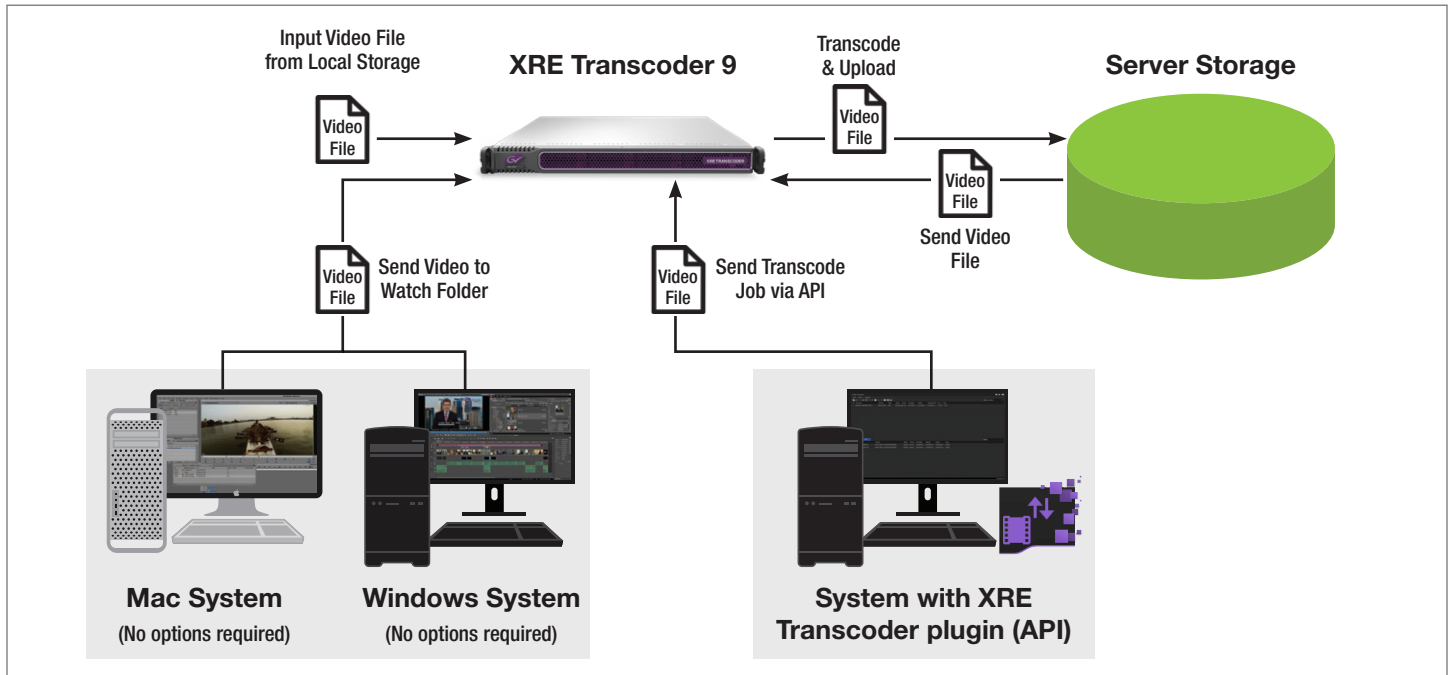 Input Video File
from Local Storage
XRE Transcoder 9
Transcode
& Upload
Server Storage
Video
File
Video
File
XRE TRANSCODER
Video
File
Send Video
File
Video
File
Send Video to
Watch Folder
Video
File
Send Transcode
Job via API
Mac System
(No options required)
Windows System
(No options required)
System with XRE
Transcoder plugin (API)